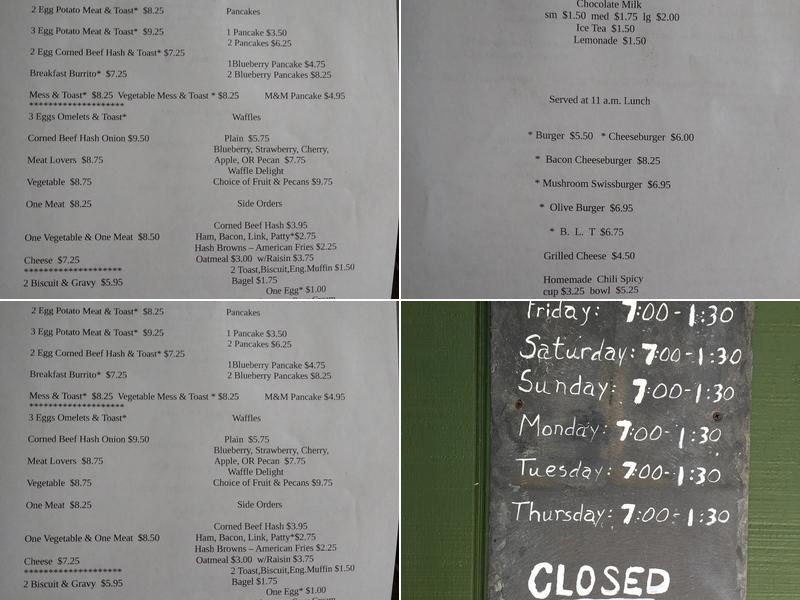 2 Egg Potato Meat & Toast* $8.25 Pancakes
3 Egg Potato Meat & Toast* $9.25 1 Pancake $3.50
2 Pancakes $6.25
2 Egg Corned Beef Hash & Toast* $7.25
1Blueberry Pancake $4.75
Breakfast Burrito* $7.25 2 Blueberry Pancakes $8.25
Mess & Toast* $8.25 Vegetable Mess & Toast * $8.25 M&M Pancake $4.95
********************
3 Eggs Omelets & Toast* Waffles
Corned Beef Hash Onion $9.50 Plain $5.75
Blueberry, Strawberry, Cherry,
Meat Lovers $8.75 Apple, OR Pecan $7.75
Waffle Delight
Vegetable $8.75 Choice of Fruit & Pecans $9.75
One Meat $8.25 Side Orders
Corned Beef Hash $3.95
One Vegetable & One Meat $8.50 Ham, Bacon, Link, Patty*$2.75
Hash Browns – American Fries $2.25
Cheese $7.25 Oatmeal $3.00 w/Raisin $3.75
******************** 2 Toast,Biscuit,Eng.Muffin $1.50
2 Biscuit & Gravy $5.95 Bagel $1.75
One Egg* $1.00
Chocolate Milk
sm $1.50 med $1.75 lg $2.00
Ice Tea $1.50
Lemonade $1.50
Served at 11 a.m. Lunch
* Burger $5.50 * Cheeseburger $6.00
* Bacon Cheeseburger $8.25
* Mushroom Swissburger $6.95
* Olive Burger $6.95
* B. L. T $6.75
Grilled Cheese $4.50
Homemade Chili Spicy
cup $3.25 bowl $5.25
2 Egg Potato Meat & Toast* $8.25 Pancakes
3 Egg Potato Meat & Toast* $9.25 1 Pancake $3.50
2 Pancakes $6.25
2 Egg Corned Beef Hash & Toast* $7.25
1Blueberry Pancake $4.75
Breakfast Burrito* $7.25 2 Blueberry Pancakes $8.25
Mess & Toast* $8.25 Vegetable Mess & Toast * $8.25 M&M Pancake $4.95
********************
3 Eggs Omelets & Toast* Waffles
Corned Beef Hash Onion $9.50 Plain $5.75
Blueberry, Strawberry, Cherry,
Meat Lovers $8.75 Apple, OR Pecan $7.75
Waffle Delight
Vegetable $8.75 Choice of Fruit & Pecans $9.75
One Meat $8.25 Side Orders
Corned Beef Hash $3.95
One Vegetable & One Meat $8.50 Ham, Bacon, Link, Patty*$2.75
Hash Browns – American Fries $2.25
Cheese $7.25 Oatmeal $3.00 w/Raisin $3.75
******************** 2 Toast,Biscuit,Eng.Muffin $1.50
2 Biscuit & Gravy $5.95 Bagel $1.75
One Egg* $1.00
Friday: 7:00-1:30
Saturday: 7:00-1:30
Sunday: 7:00-1:30
Monday: 7:00-1:30
Tuesday: 7:00-1:30
Thursday: 7:00-1:30
CLOSED